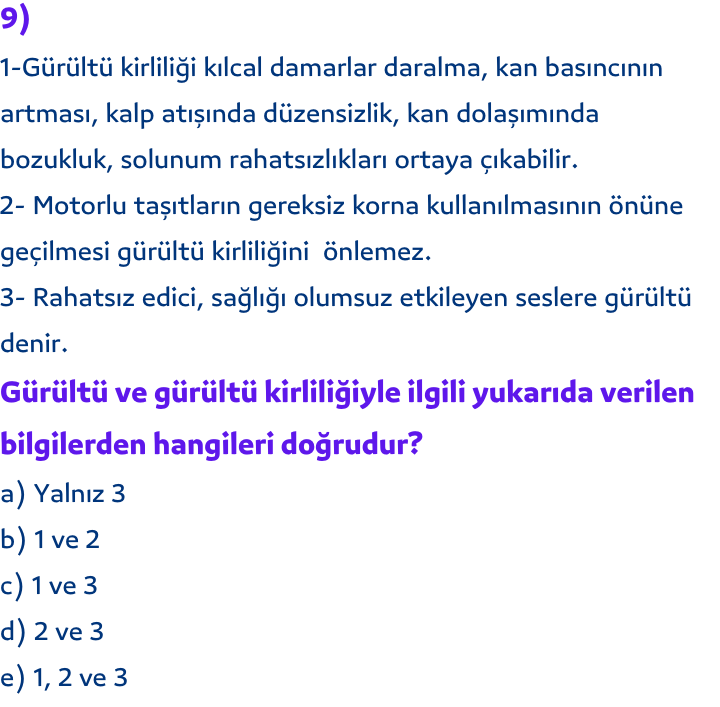 9)
1-Gürültü kirliliği kılcal damarlar daralma, kan basıncının
artması, kalp atışında düzensizlik, kan dolaşımında
bozukluk, solunum rahatsızlıkları ortaya çıkabilir.
2- Motorlu taşıtların gereksiz korna kullanılmasının önüne
geçilmesi gürültü kirliliğini  önlemez.
3- Rahatsız edici, sağlığı olumsuz etkileyen seslere gürültü
denir.
Gürültü ve gürültü kirliliğiyle ilgili yukarıda verilen
bilgilerden hangileri doğrudur?
a) Yalnız 3
b) 1 ve 2
c) 1 ve 3
d) 2 ve 3
e) 1, 2 ve 3